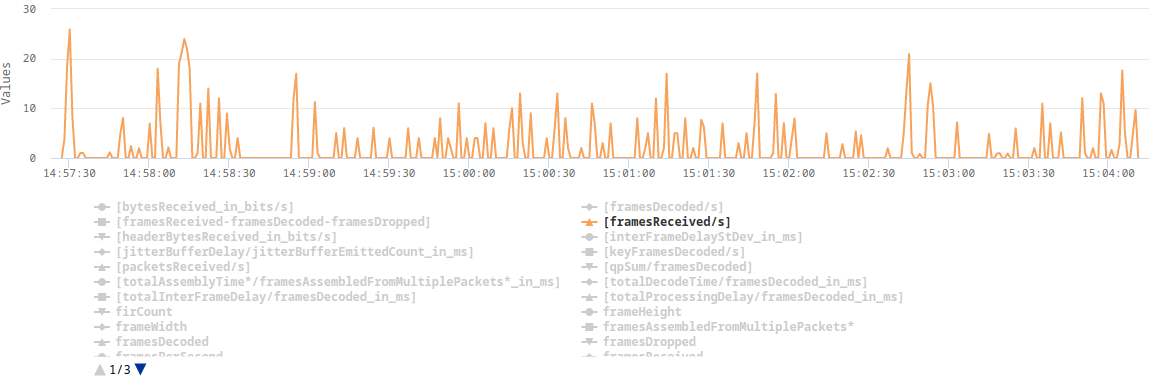 30
20
10
0
Values
14:57:30 14:58:00 14:58:30 14:59:00 14:59:30 15:00:00 15:00:30 15:01:00 15:01:30 15:02:00 15:02:30 15:03:00 15:03:30 15:04:00
[bytesReceived_in_bits/s] [framesDecoded/s]
[framesReceived-framesDecoded-framesDropped] [framesReceived/s]
[headerBytesReceived_in_bits/s] [interFrameDelayStDev_in_ms]
[jitterBufferDelay/jitterBufferEmittedCount_in_ms] [keyFramesDecoded/s]
[packetsReceived/s] [qpSum/framesDecoded]
[totalAssemblyTime*/framesAssembledFromMultiplePackets*_in_ms] [totalDecodeTime/framesDecoded_in_ms]
[totalInterFrameDelay/framesDecoded_in_ms] [totalProcessingDelay/framesDecoded_in_ms]
firCount frameHeight
frameWidth framesAssembledFromMultiplePackets*
framesDecoded framesDropped
framesPerSecond framesReceived
1/3